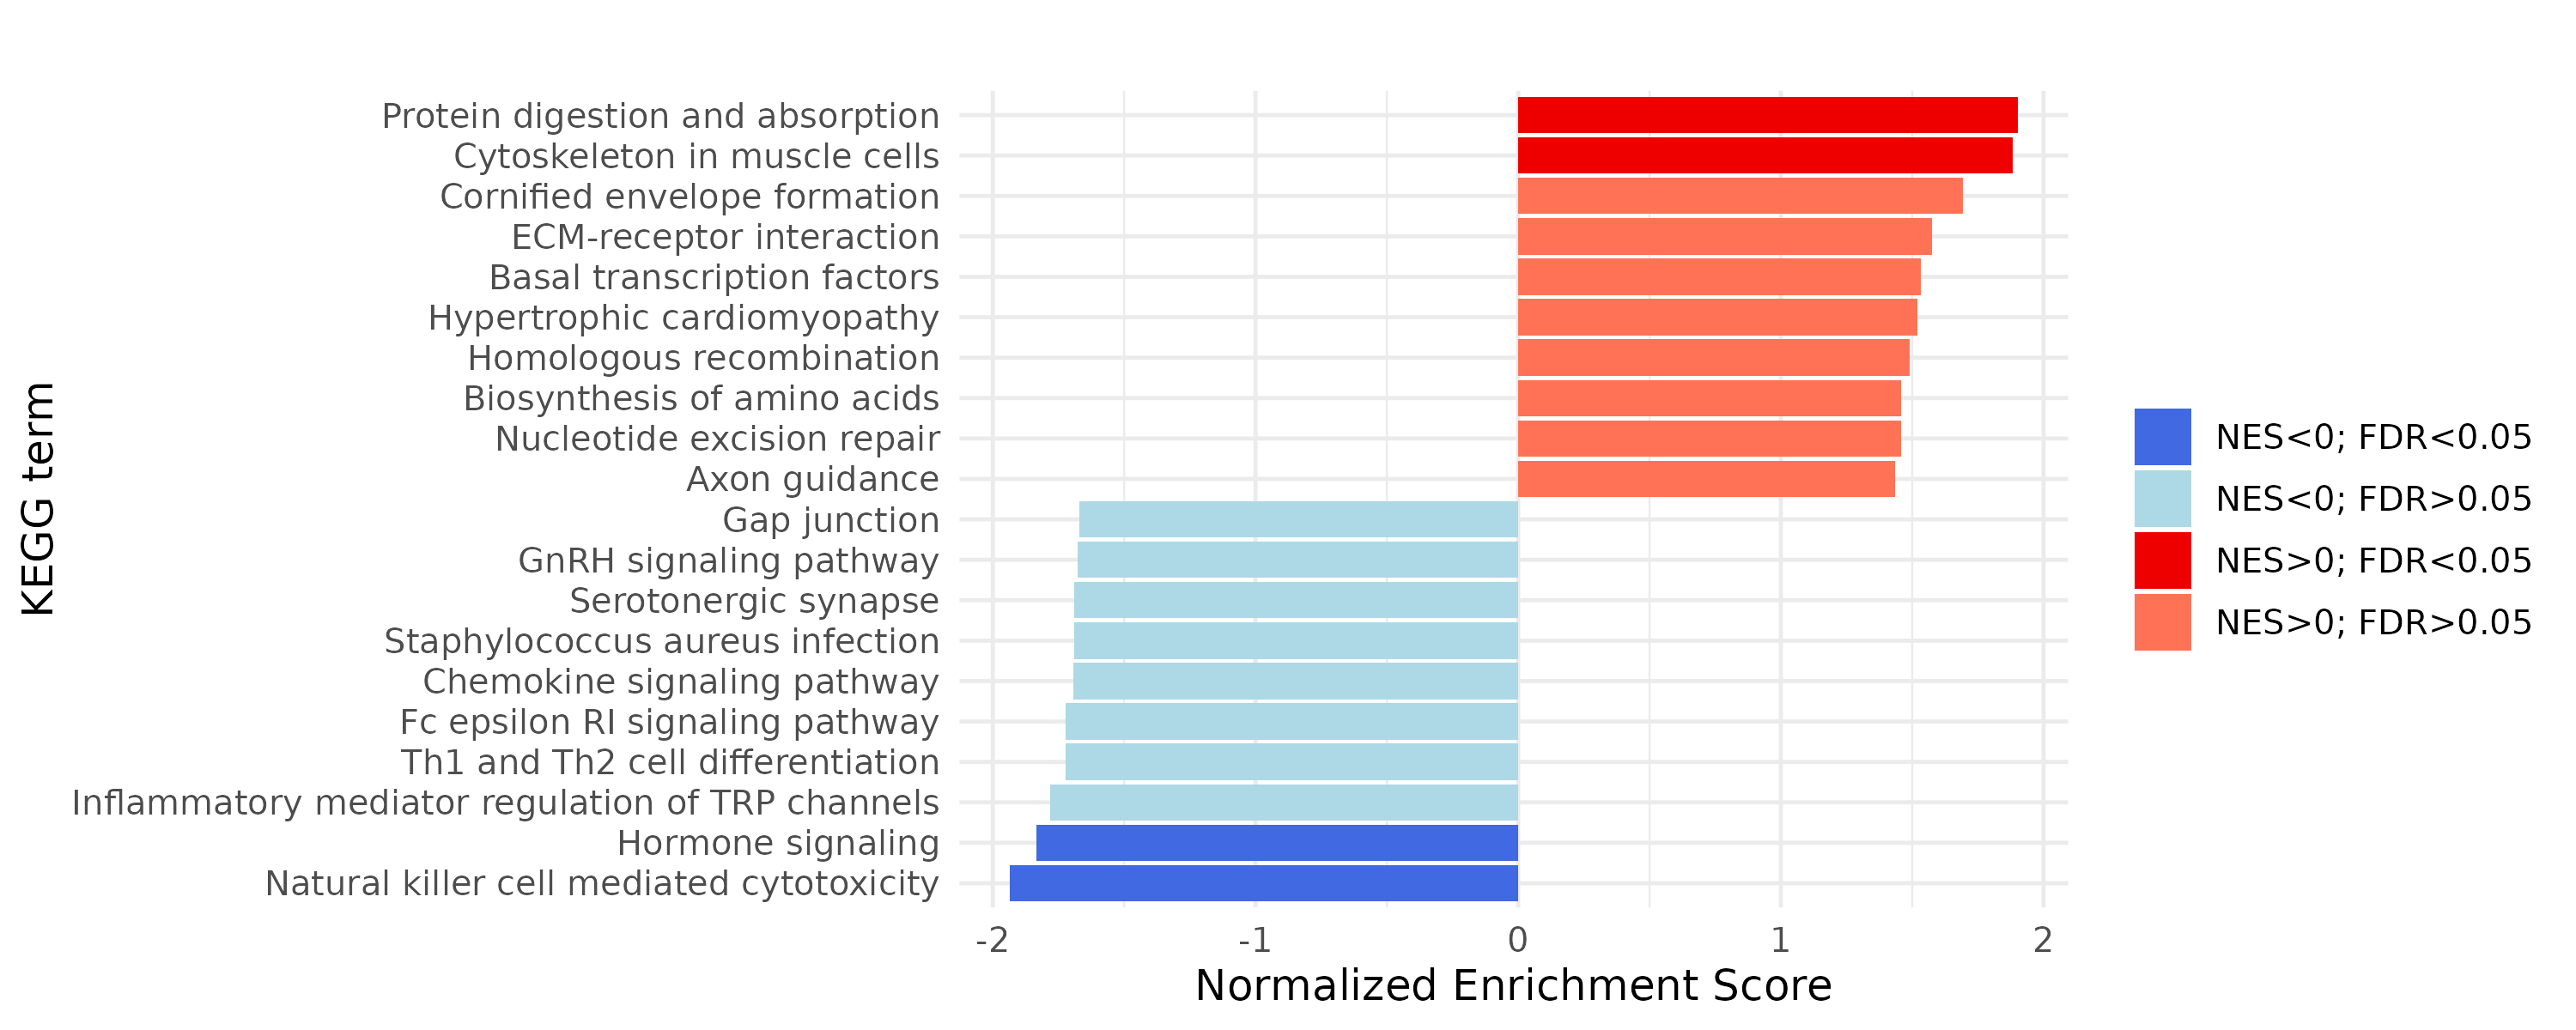 Protein digestion and absorption
Cytoskeleton in muscle cells
Cornified envelope formation
ECM-receptor interaction
Basal transcription factors
Hypertrophic cardiomyopathy
Homologous recombination
Biosynthesis of amino acids
Nucleotide excision repair
Axon guidance
Gap junction
GnRH signaling pathway
Serotonergic synapse
Staphylococcus aureus infection
Chemokine signaling pathway
Fc epsilon RI signaling pathway
Th1 and Th2 cell differentiation
Inflammatory mediator regulation of TRP channels
Hormone signaling
Natural killer cell mediated cytotoxicity
KEGG term
-2 -1 0 1 2
Normalized Enrichment Score
NES<0; FDR<0.05
NES<0; FDR>0.05
NES>0; FDR<0.05
NES>0; FDR>0.05